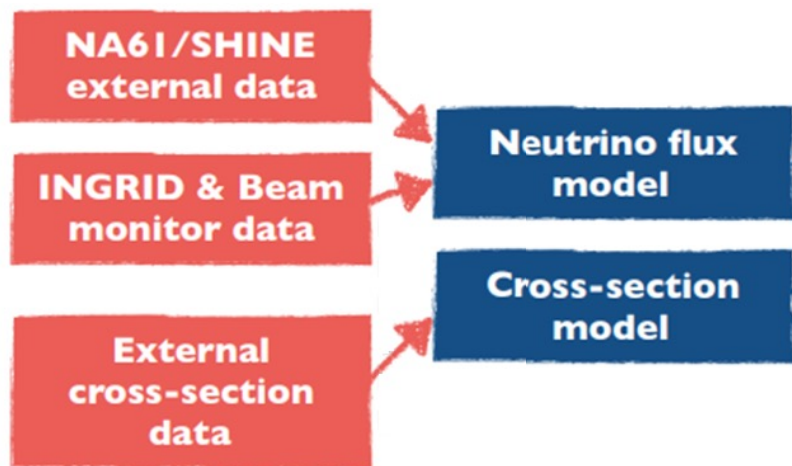 NA61/SHINE
external data
Neutrino flux
model
INGRID & Beam
monitor data
Cross-section
model
External
cross-section
data